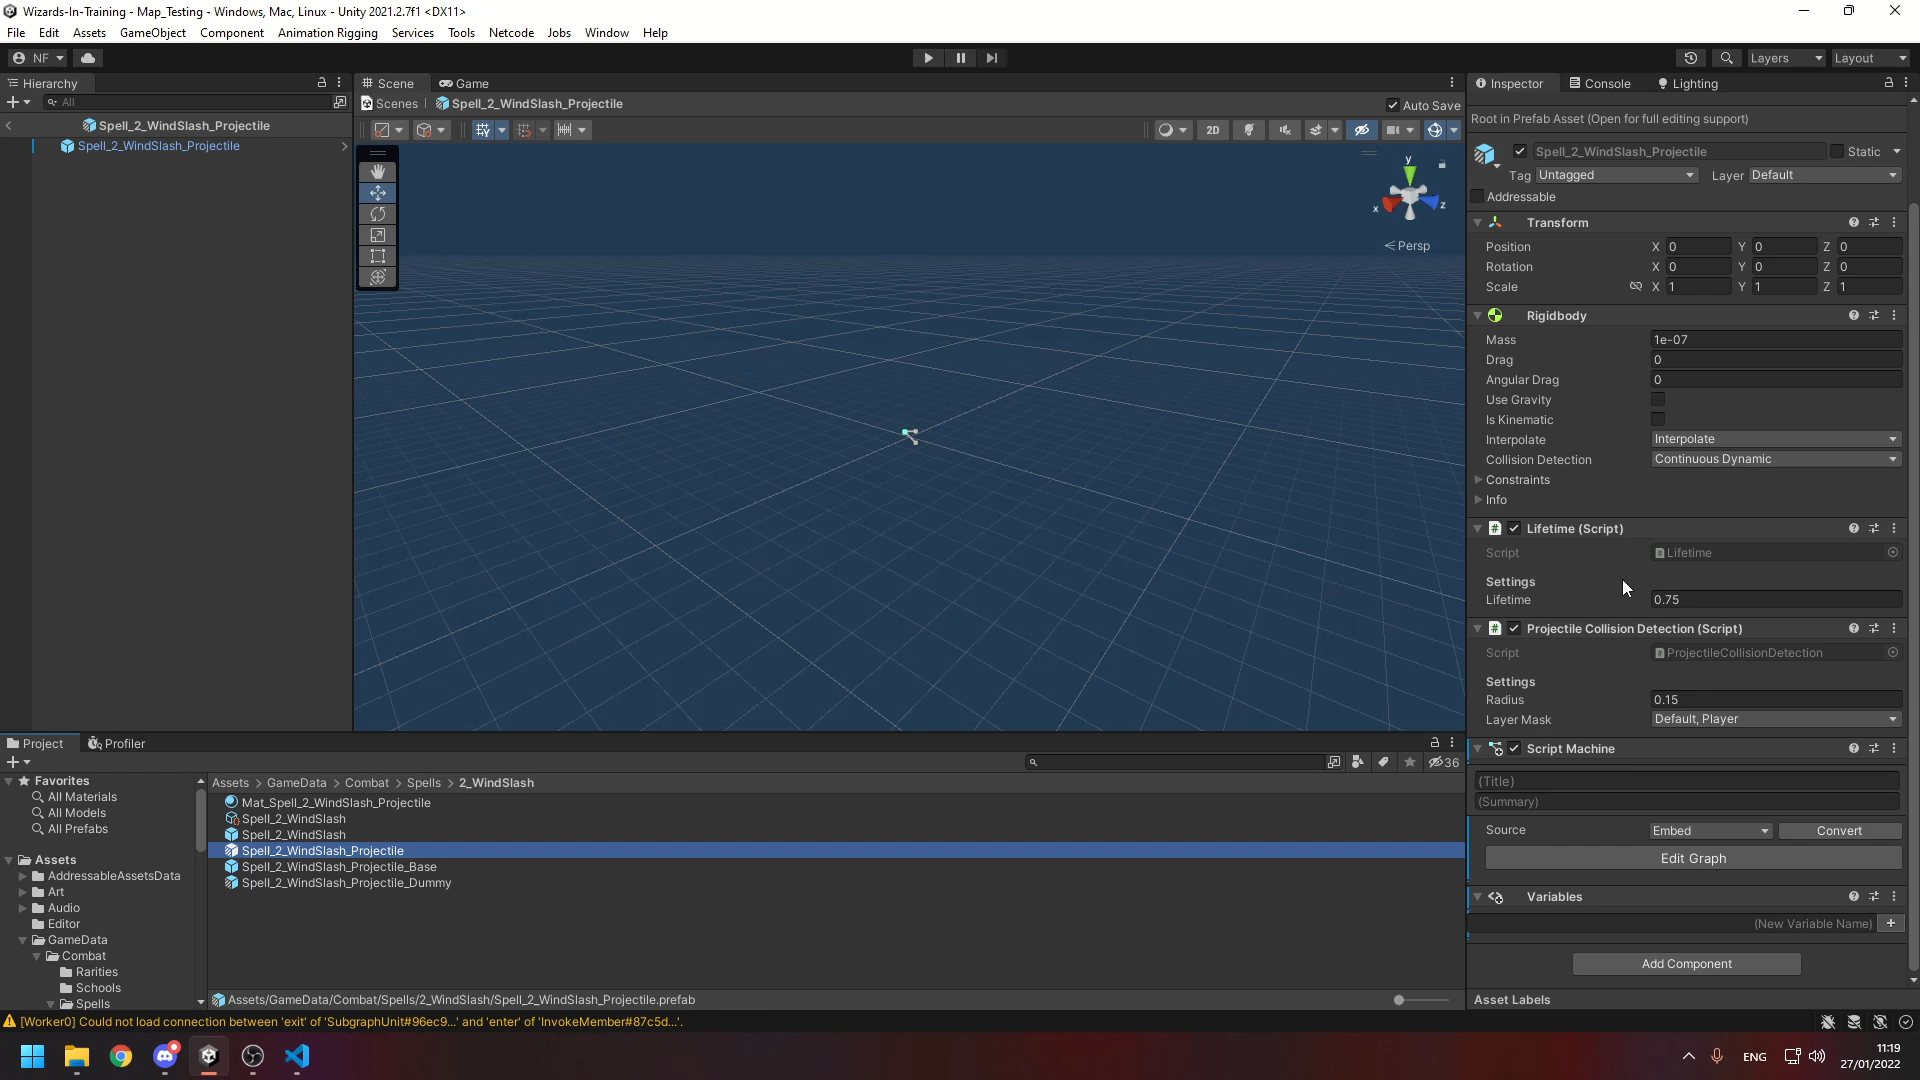 Wizards-In-Training - Map_Testing - Windows, Mac, Linux - Unity 2021.2.7f1 <DX11>
File Edit Assets GameObject Component Animation Rigging Services Tools Netcode Jobs Window Help
NF Layers Layout
Hierarchy
All
Spell_2_WindSlash_Projectile
Spell_2_WindSlash_Projectile
Scene Game
Scenes Spell_2_WindSlash_Projectile Auto Save
2D
y
x z
< Persp
Inspector Console Lighting
Root in Prefab Asset (Open for full editing support)
Spell_2_WindSlash_Projectile Static
Tag Untagged Layer Default
Addressable
Transform
Position X 0 Y 0 Z 0
Rotation X 0 Y 0 Z 0
Scale X 1 Y 1 Z 1
Rigidbody
Mass 1e-07
Drag 0
Angular Drag 0
Use Gravity
Is Kinematic
Interpolate Interpolate
Collision Detection Continuous Dynamic
Constraints
Info
# Lifetime (Script)
Script Lifetime
Settings
Lifetime 0.75
# Projectile Collision Detection (Script)
Script ProjectileCollisionDetection
Settings
Radius 0.15
Layer Mask Default, Player
Script Machine
(Title)
(Summary)
Source Embed Convert
Edit Graph
Variables
(New Variable Name) +
Add Component
Asset Labels
Project Profiler
36
Favorites
All Materials
All Models
All Prefabs
Assets
AddressableAssetsData
Art
Audio
Editor
GameData
Combat
Rarities
Schools
Spells
Assets > GameData > Combat > Spells > 2_WindSlash
Mat_Spell_2_WindSlash_Projectile
Spell_2_WindSlash
Spell_2_WindSlash
Spell_2_WindSlash_Projectile
Spell_2_WindSlash_Projectile_Base
Spell_2_WindSlash_Projectile_Dummy
Assets/GameData/Combat/Spells/2_WindSlash/Spell_2_WindSlash_Projectile.prefab
[Worker0] Could not load connection between 'exit' of 'SubgraphUnit#96ec9...' and 'enter' of 'InvokeMember#87c5d...'.
ENG
11:19
27/01/2022